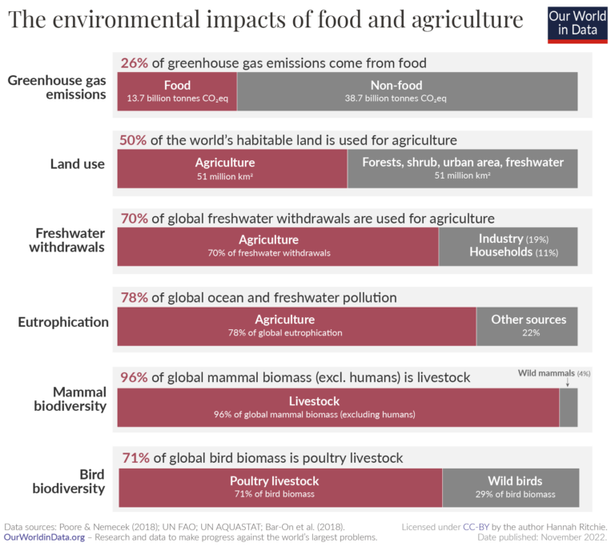 The environmental impacts of food and agriculture
Our World
in Data
Greenhouse gas
emissions
26% of greenhouse gas emissions come from food
Food
13.7 billion tonnes CO₂eq
Non-food
38.7 billion tonnes CO₂eq
Land use
50% of the world's habitable land is used for agriculture
Agriculture
51 million km²
Forests, shrub, urban area, freshwater
51 million km²
Freshwater
withdrawals
70% of global freshwater withdrawals are used for agriculture
Agriculture
70% of freshwater withdrawals
Industry (19%)
Households (11%)
Eutrophication
78% of global ocean and freshwater pollution
Agriculture
78% of global eutrophication
Other sources
22%
Mammal
biodiversity
96% of global mammal biomass (excl. humans) is livestock
Wild mammals (4%)
Livestock
96% of global mammal biomass (excluding humans)
Bird
biodiversity
71% of global bird biomass is poultry livestock
Poultry livestock
71% of bird biomass
Wild birds
29% of bird biomass
Data sources: Poore & Nemecek (2018); UN FAO; UN AQUASTAT; Bar-On et al. (2018).
OurWorldinData.org – Research and data to make progress against the world's largest problems.
Licensed under CC-BY by the author Hannah Ritchie.
Date published: November 2022.